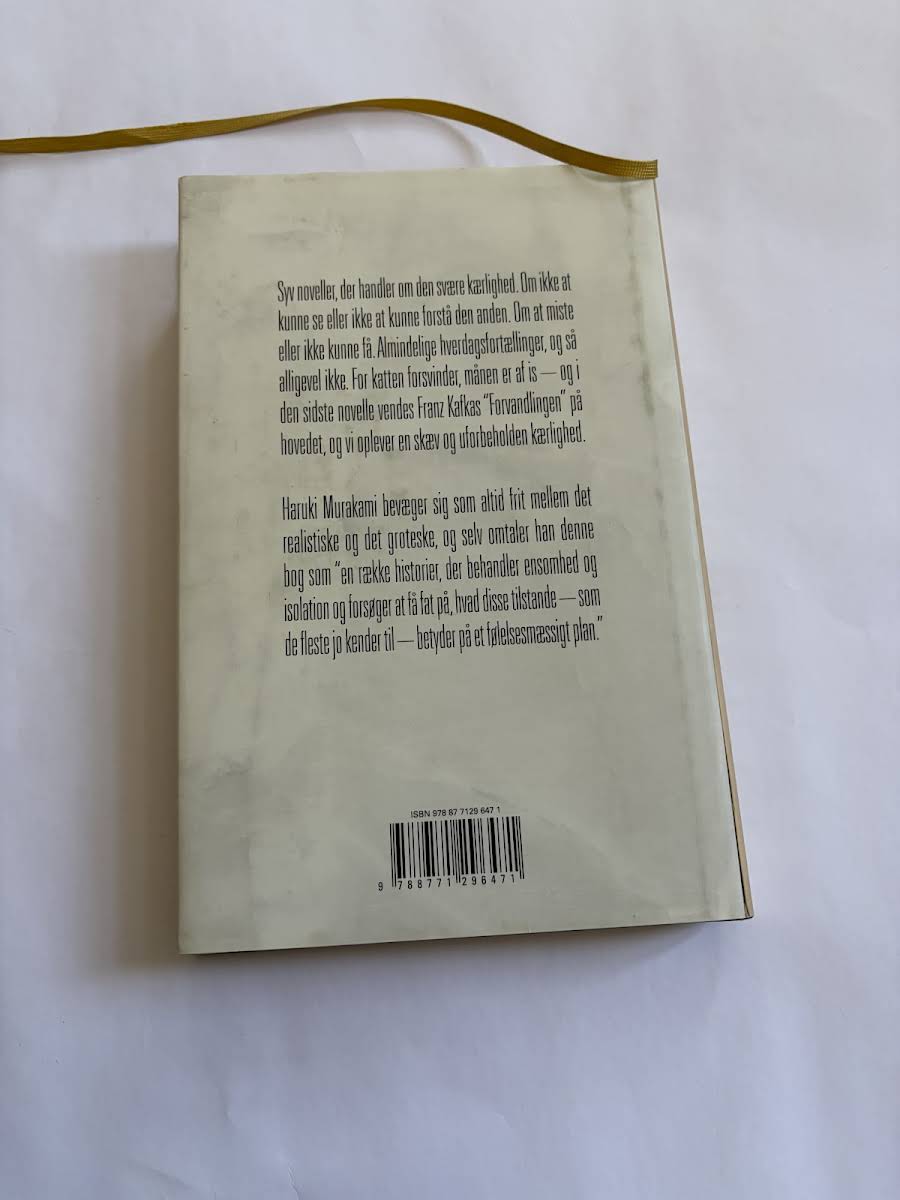 Syv noveller, der handler om den svære kærlighed. Om ikke at
kunne se eller ikke at kunne forstå den anden. Om at miste
eller ikke kunne få. Almindelige hverdagsfortællinger, og så
alligevel ikke. For katten forsvinder, månen er af is — og i
den sidste novelle vendes Franz Kafkas "Forvandlingen" på
hovedet, og vi oplever en skæv og uforbeholden kærlighed.
Haruki Murakami bevæger sig som altid frit mellem det
realistiske og det groteske, og selv omtaler han denne
bog som "en række historier, der behandler ensomhed og
isolation og forsøger at få fat på, hvad disse tilstande — som
de fleste jo kender til — betyder på et følelsesmæssigt plan."
ISBN 978 87 7129 647 1
9 788771 296471